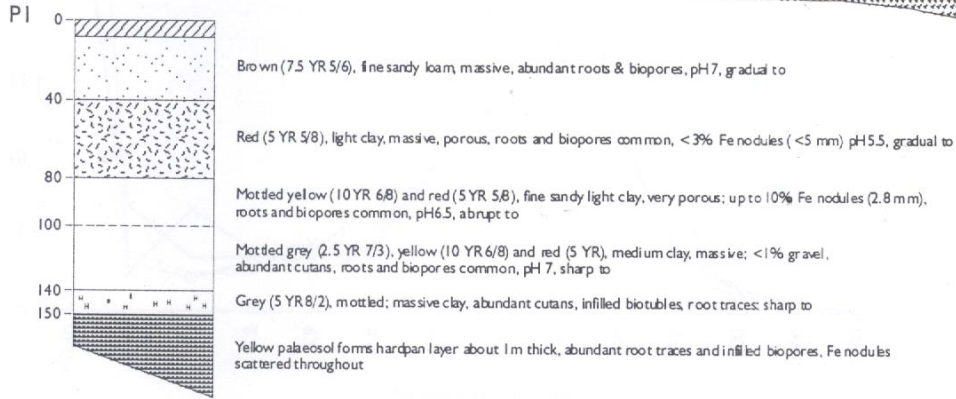 PI
0
Brown (7.5 YR 5/6), fine sandy loam, massive, abundant roots & biopores, pH 7, gradual to
40
Red (5 YR 5/8), light clay, massive, porous, roots and biopores common, <3% Fe nodules (<5 mm) pH 5.5, gradual to
80
Mottled yellow (10 YR 6/8) and red (5 YR 5/8), fine sandy light clay, very porous; up to 10% Fe nodules (2.8 mm),
roots and biopores common, pH6.5, abrupt to
100
Mottled grey (2.5 YR 7/3), yellow (10 YR 6/8) and red (5 YR), medium clay, massive; <1% gravel,
abundant cutans, roots and biopores common, pH 7, sharp to
140
Grey (5 YR 8/2), mottled; massive clay, abundant cutans, infilled biotubles, root traces: sharp to
150
Yellow palaeosol forms hardpan layer about 1m thick, abundant root traces and infilled biopores, Fe nodules
scattered throughout